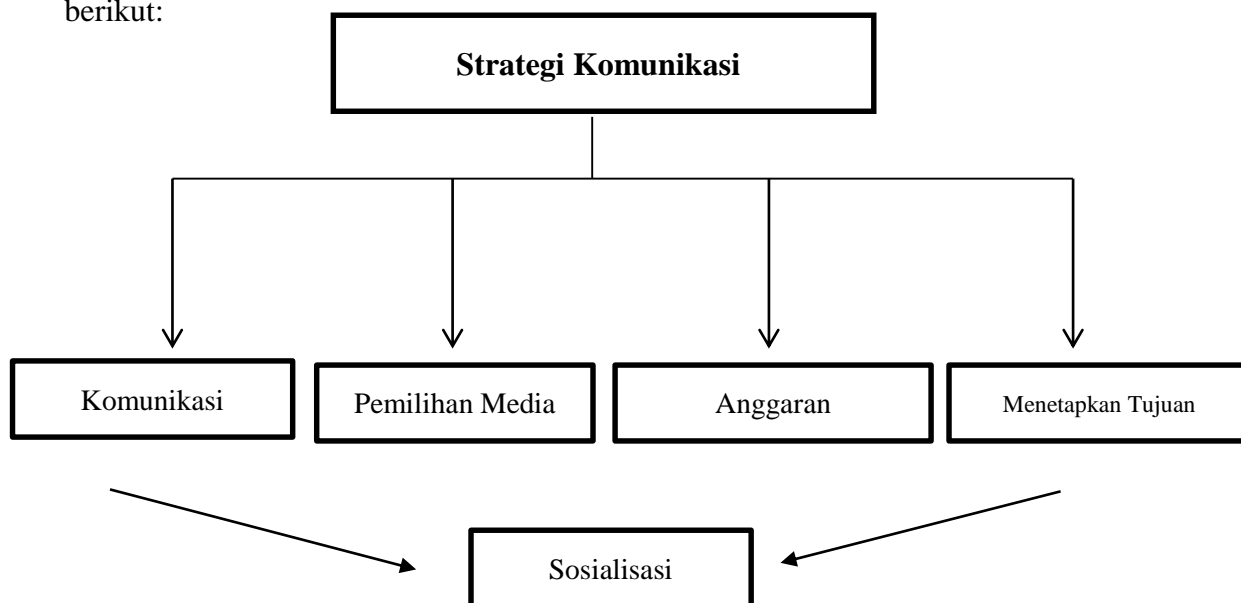 berikut:
Strategi Komunikasi
Komunikasi
Pemilihan Media
Anggaran
Menetapkan Tujuan
Sosialisasi